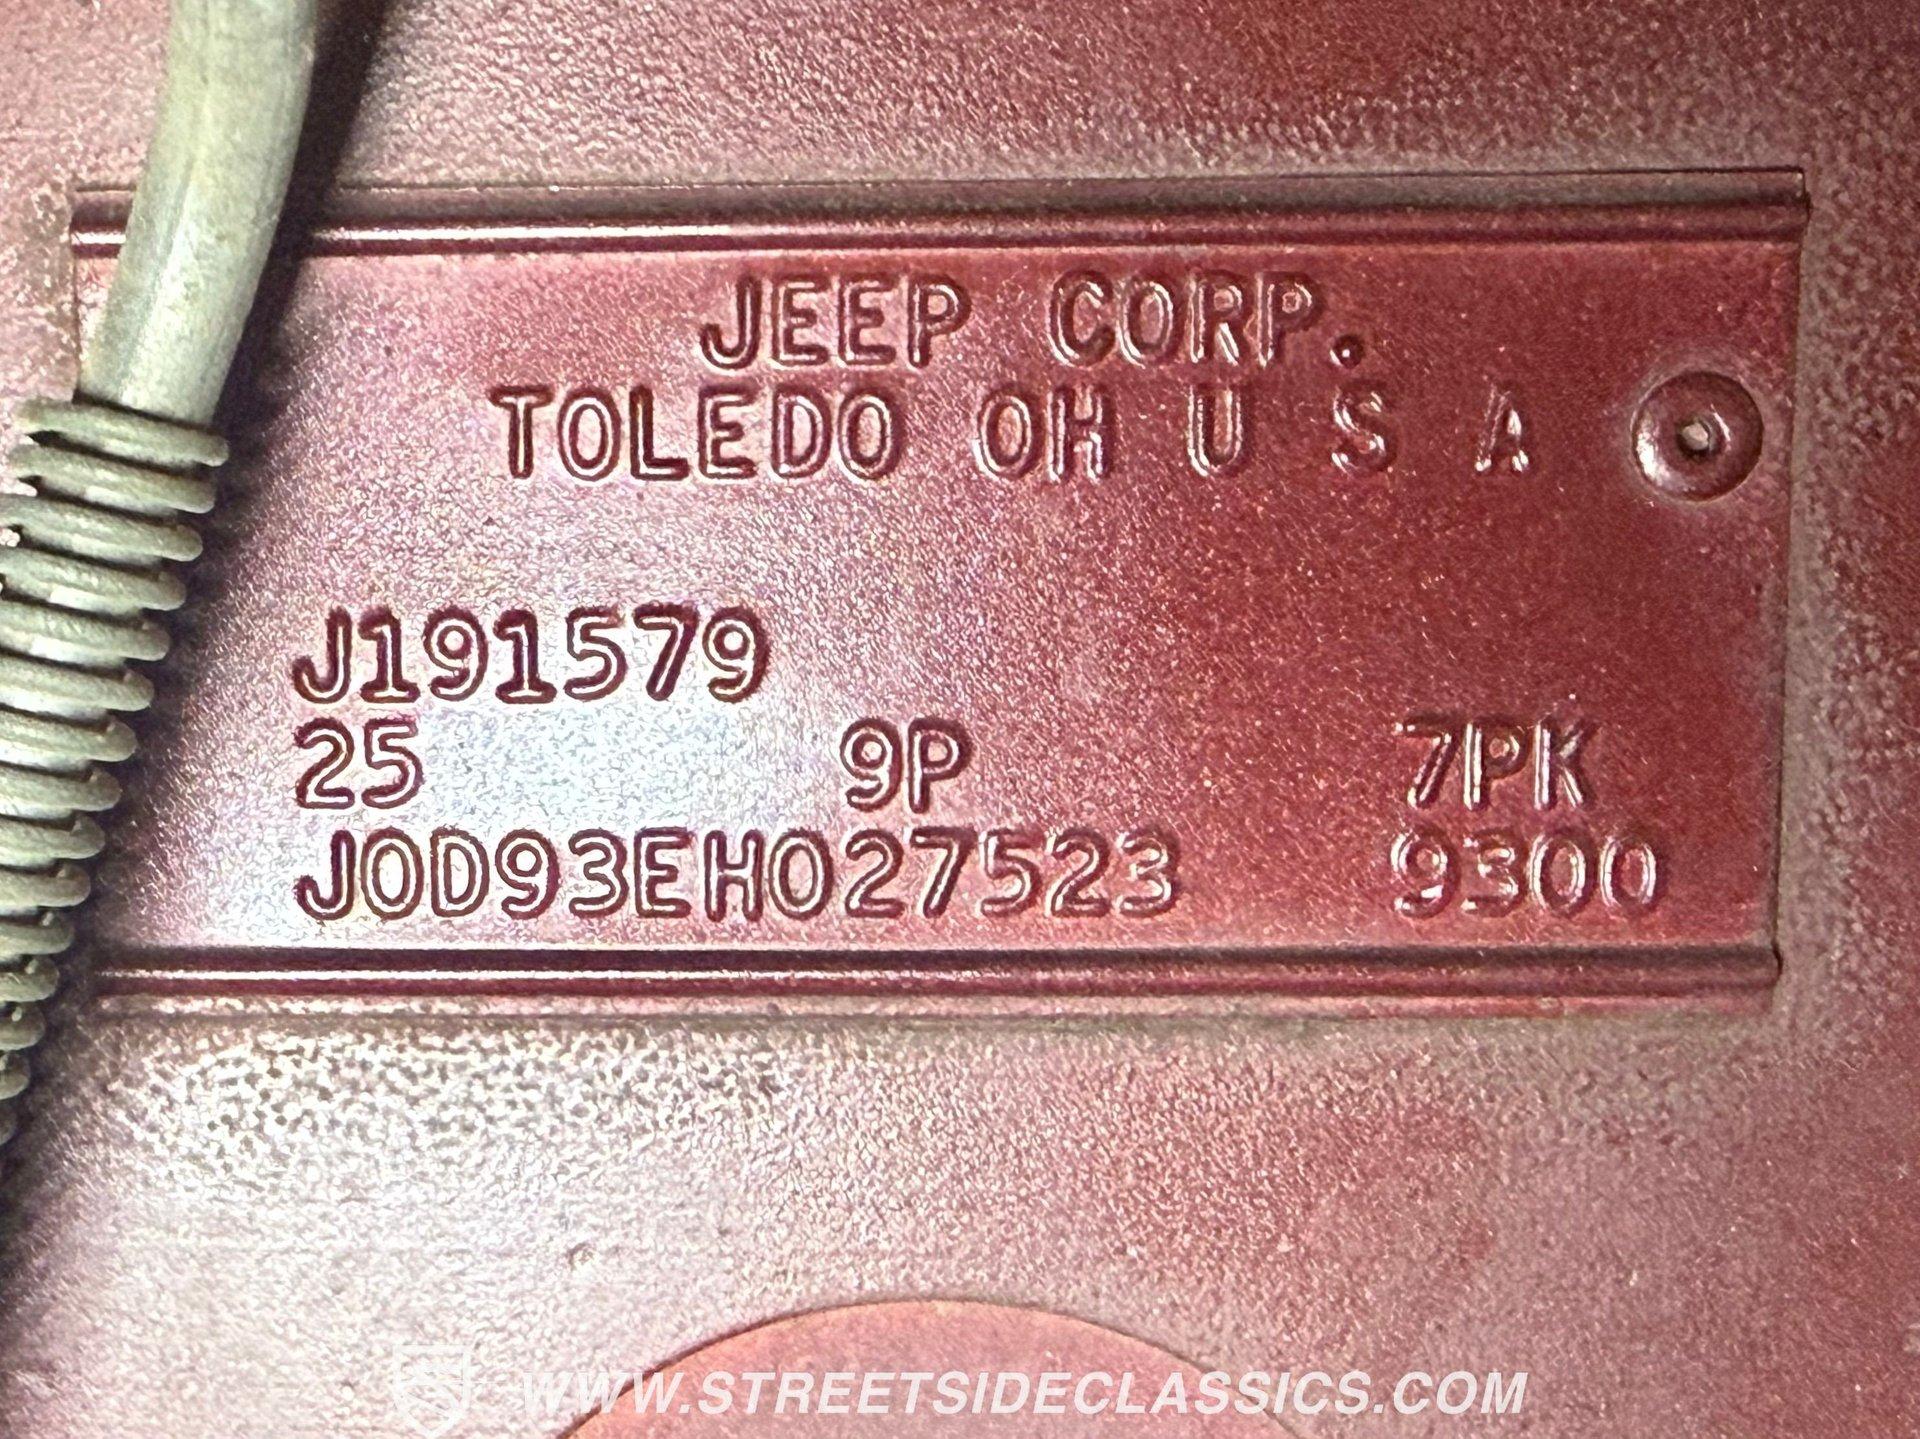 JEEP CORP.
TOLEDO OH U S A
J191579
25 9P 7PK
J0D93EH027523 9300
WWW.STREETSIDECLASSICS.COM